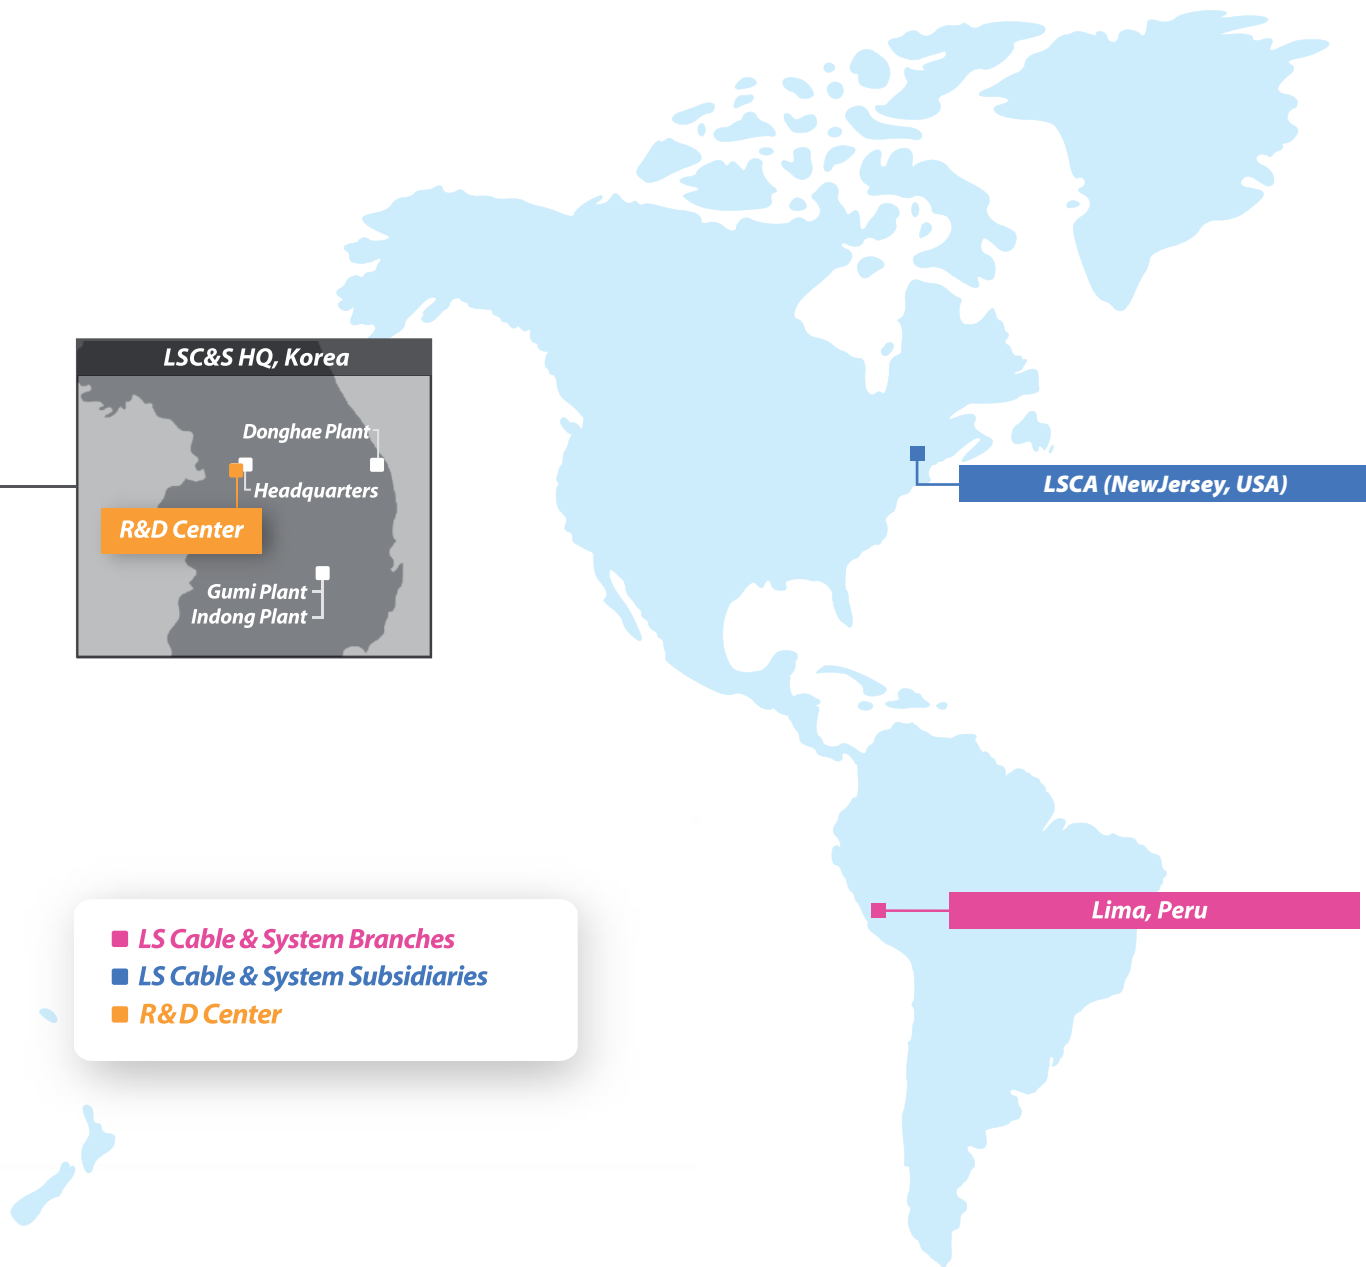 LSC&S HQ, Korea
Donghae Plant
Headquarters
R&D Center
Gumi Plant
Indong Plant
LSCA (NewJersey, USA)
Lima, Peru
LS Cable & System Branches
LS Cable & System Subsidiaries
R&D Center